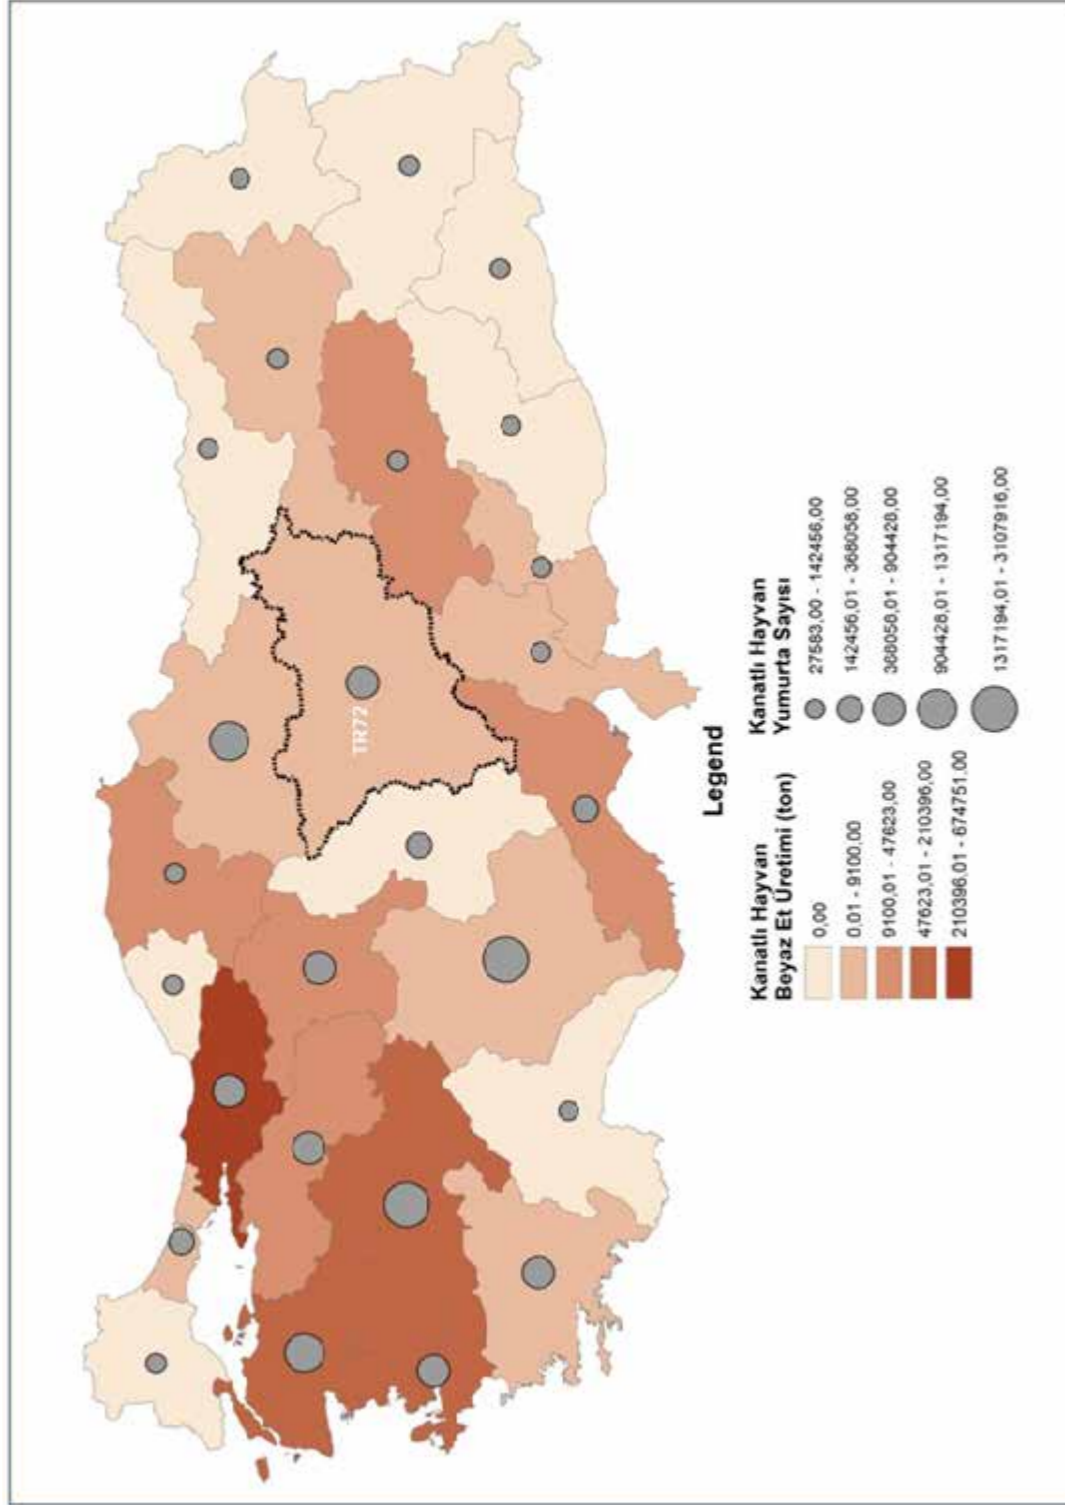 TR72
Legend
Kanatlı Hayvan
Beyaz Et Üretimi (ton)
0,00
0,01 - 9100,00
9100,01 - 47623,00
47623,01 - 210396,00
210396,01 - 674751,00
Kanatlı Hayvan
Yumurta Sayısı
27583,00 - 142456,00
142456,01 - 368058,00
368058,01 - 904428,00
904428,01 - 1317194,00
1317194,01 - 3107916,00